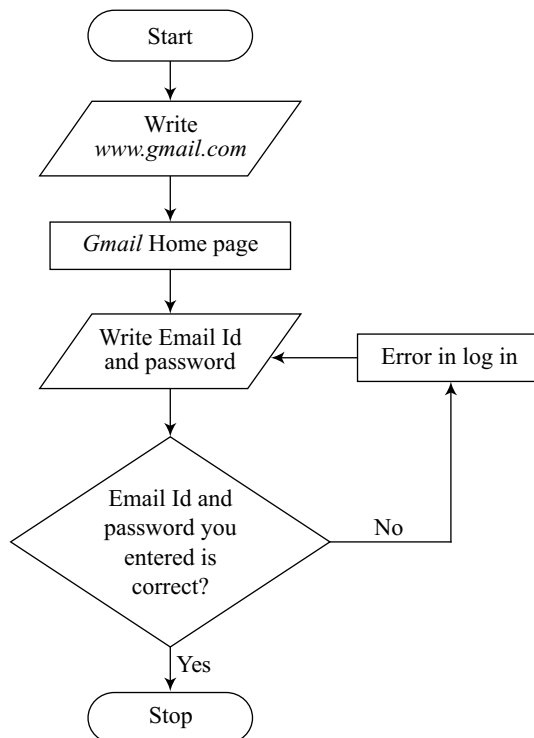 Start
Write
www.gmail.com
Gmail Home page
Write Email Id
and password
Error in log in
Email Id and
password you
entered is
correct?
No
Yes
Stop